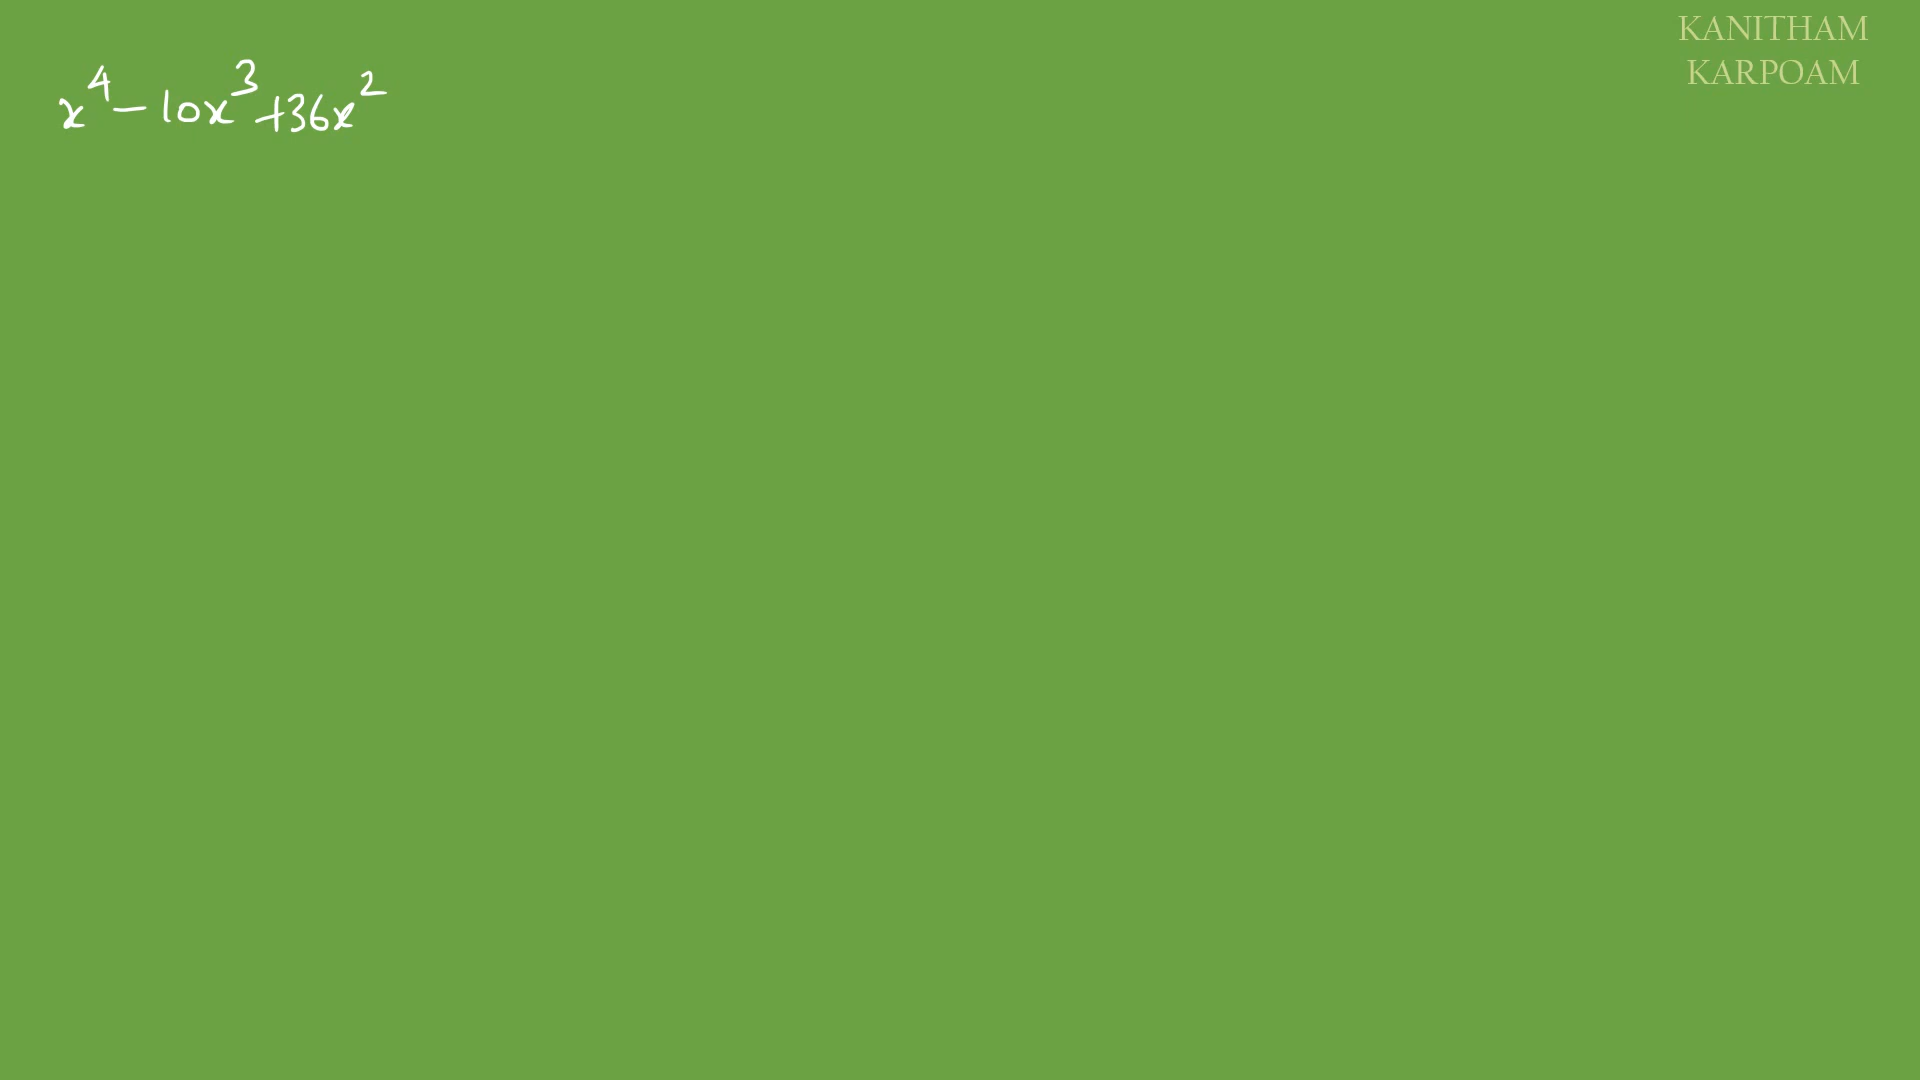 KANITHAM
KARPOAM
x⁴ - 10x³ + 36x²